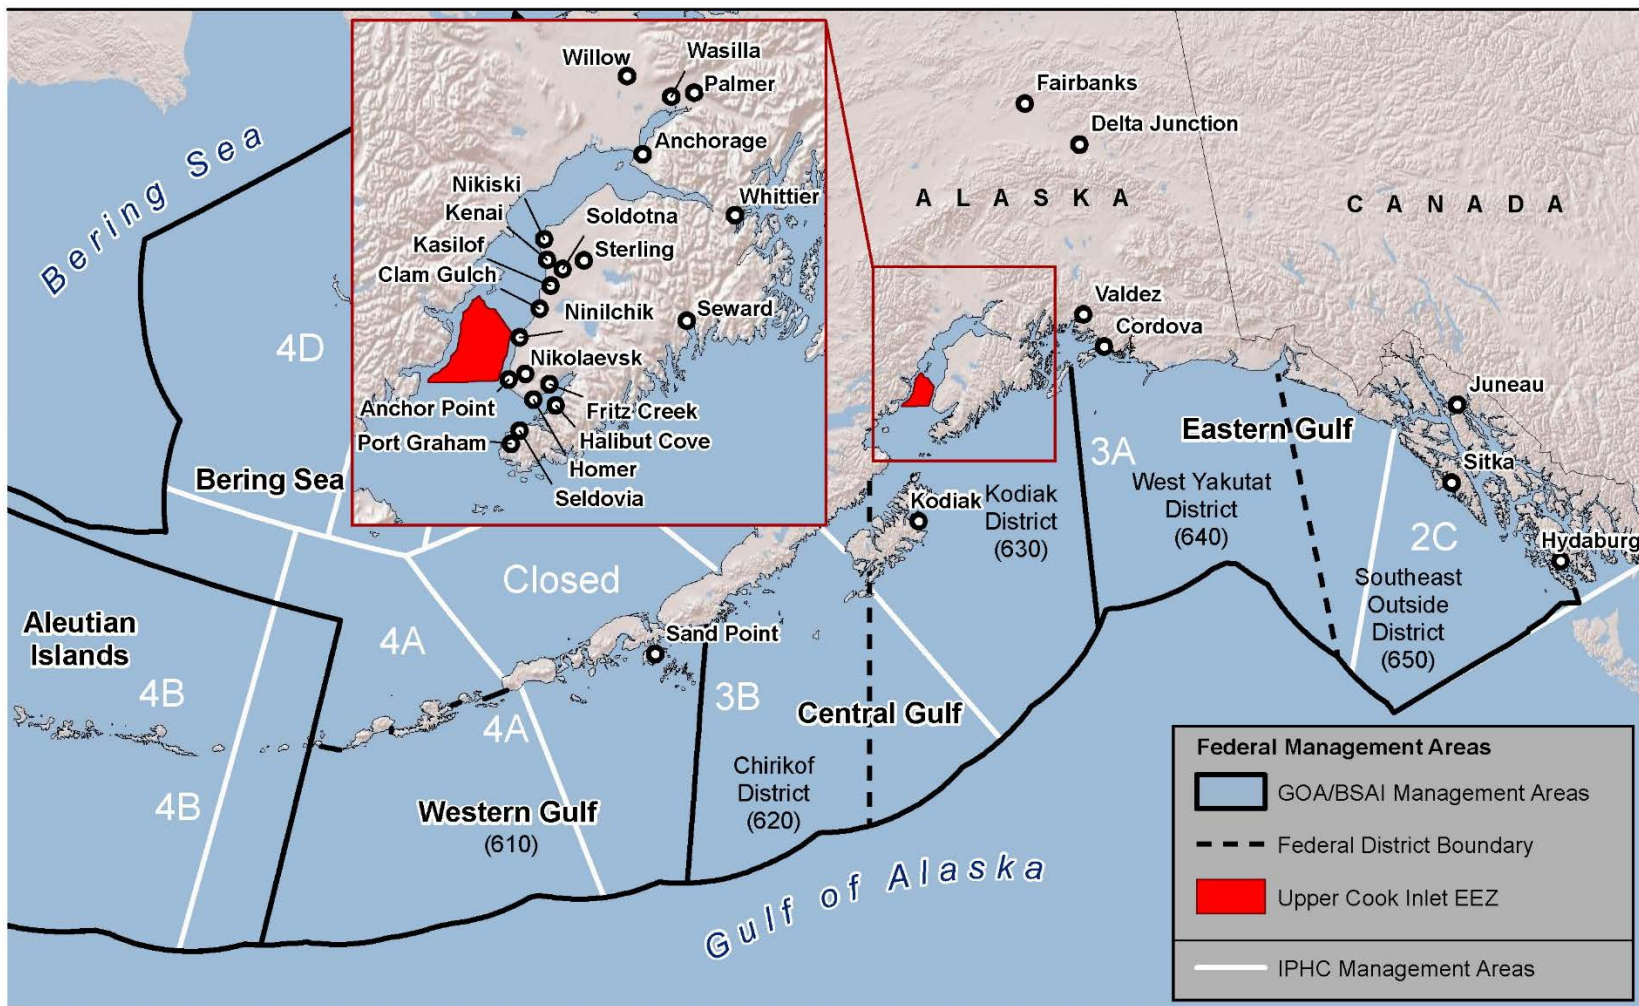 Willow
Wasilla
Palmer
Anchorage
Nikiski
Kenai
Soldotna
Whittier
Kasilof
Sterling
Clam Gulch
Ninilchik
Seward
Nikolaevsk
Anchor Point
Fritz Creek
Port Graham
Halibut Cove
Homer
Seldovia
Bering Sea
4D
Bering Sea
Fairbanks
Delta Junction
ALASKA
CANADA
Valdez
Cordova
Juneau
Eastern Gulf
3A
Sitka
West Yakutat
District
(640)
Kodiak
Kodiak
District
(630)
2C
Hydaburg
Southeast
Outside
District
(650)
Closed
Aleutian
Islands
4A
Sand Point
4B
4A
3B
Central Gulf
Chirikof
District
(620)
4B
Western Gulf
(610)
Gulf of Alaska
Federal Management Areas
GOA/BSAI Management Areas
Federal District Boundary
Upper Cook Inlet EEZ
IPHC Management Areas